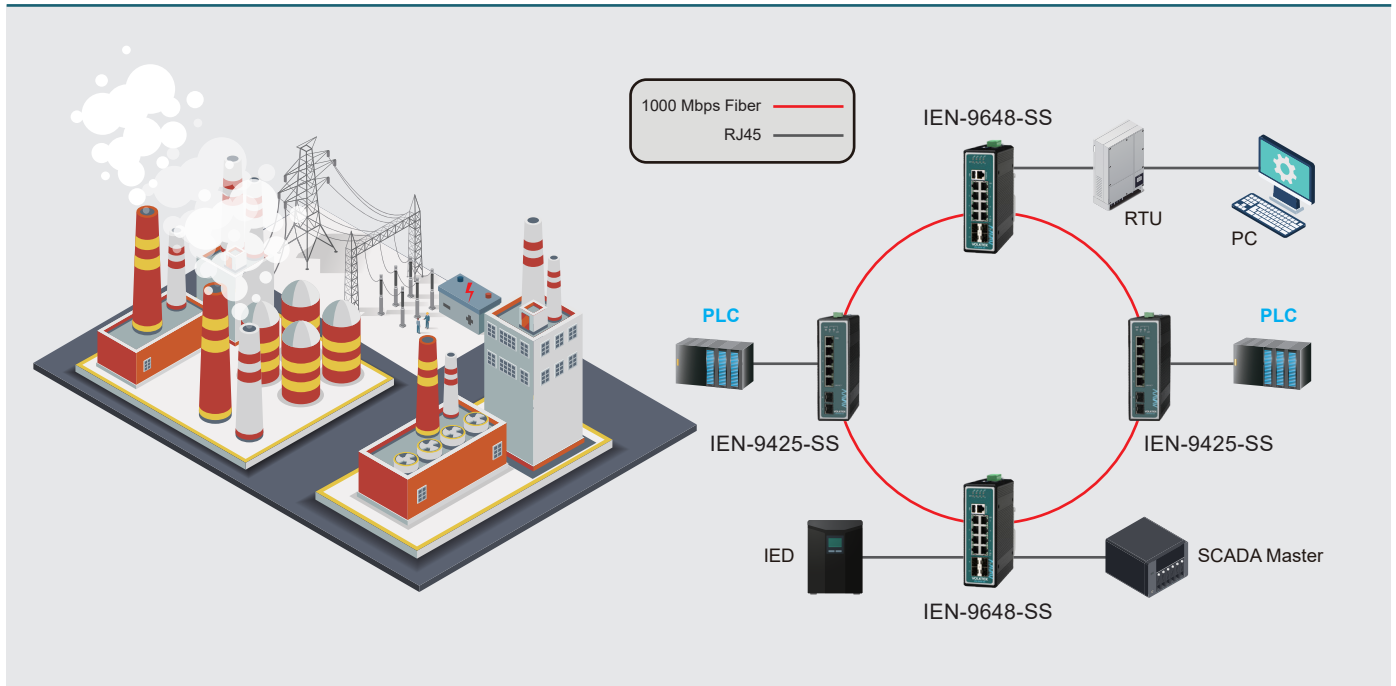 1000 Mbps Fiber
RJ45
IEN-9648-SS
RTU
PC
PLC
PLC
IEN-9425-SS
IEN-9425-SS
IED
SCADA Master
IEN-9648-SS